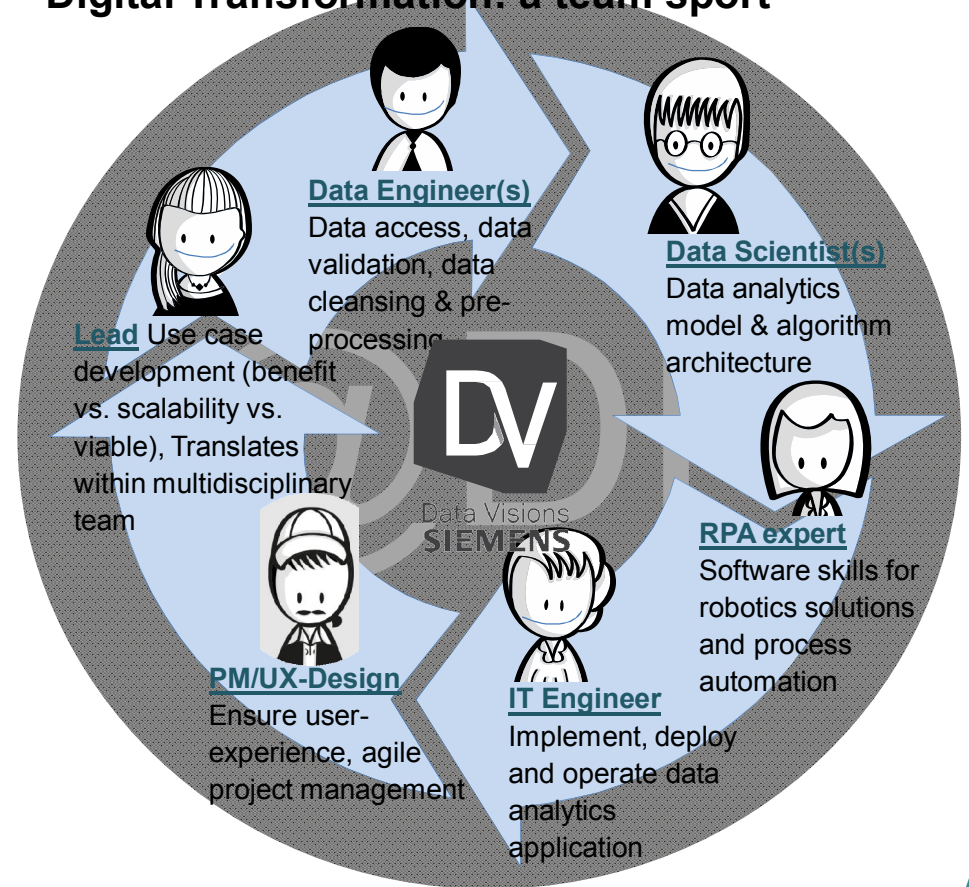 Digital Transformation: a team sport
Data Engineer(s)
Data access, data
validation, data
cleansing & pre-
processing
Data Scientist(s)
Data analytics
model & algorithm
architecture
Lead Use case
development (benefit
vs. scalability vs.
viable), Translates
within multidisciplinary
team
DV
Data Visions
SIEMENS
RPA expert
Software skills for
robotics solutions
and process
automation
PM/UX-Design
Ensure user-
experience, agile
project management
IT Engineer
Implement, deploy
and operate data
analytics
application